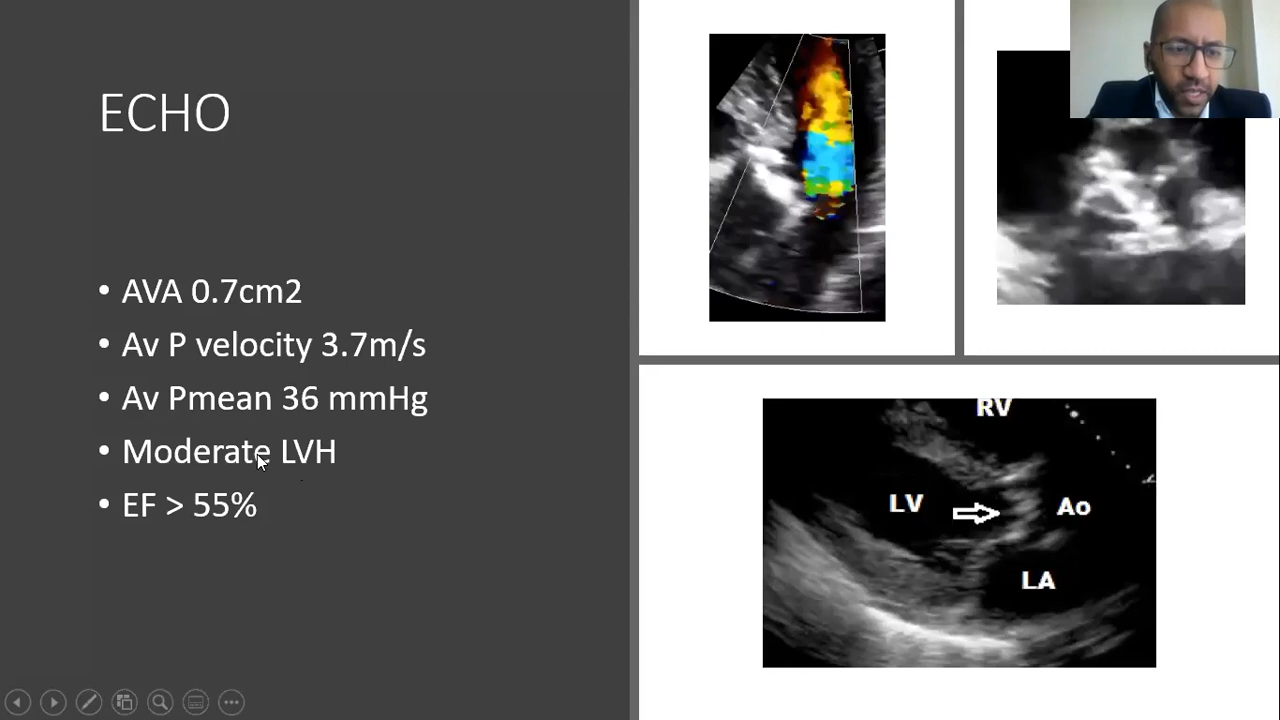 ECHO
• AVA 0.7cm2
• Av P velocity 3.7m/s
• Av Pmean 36 mmHg
• Moderate LVH
• EF > 55%
RV
LV
Ao
LA